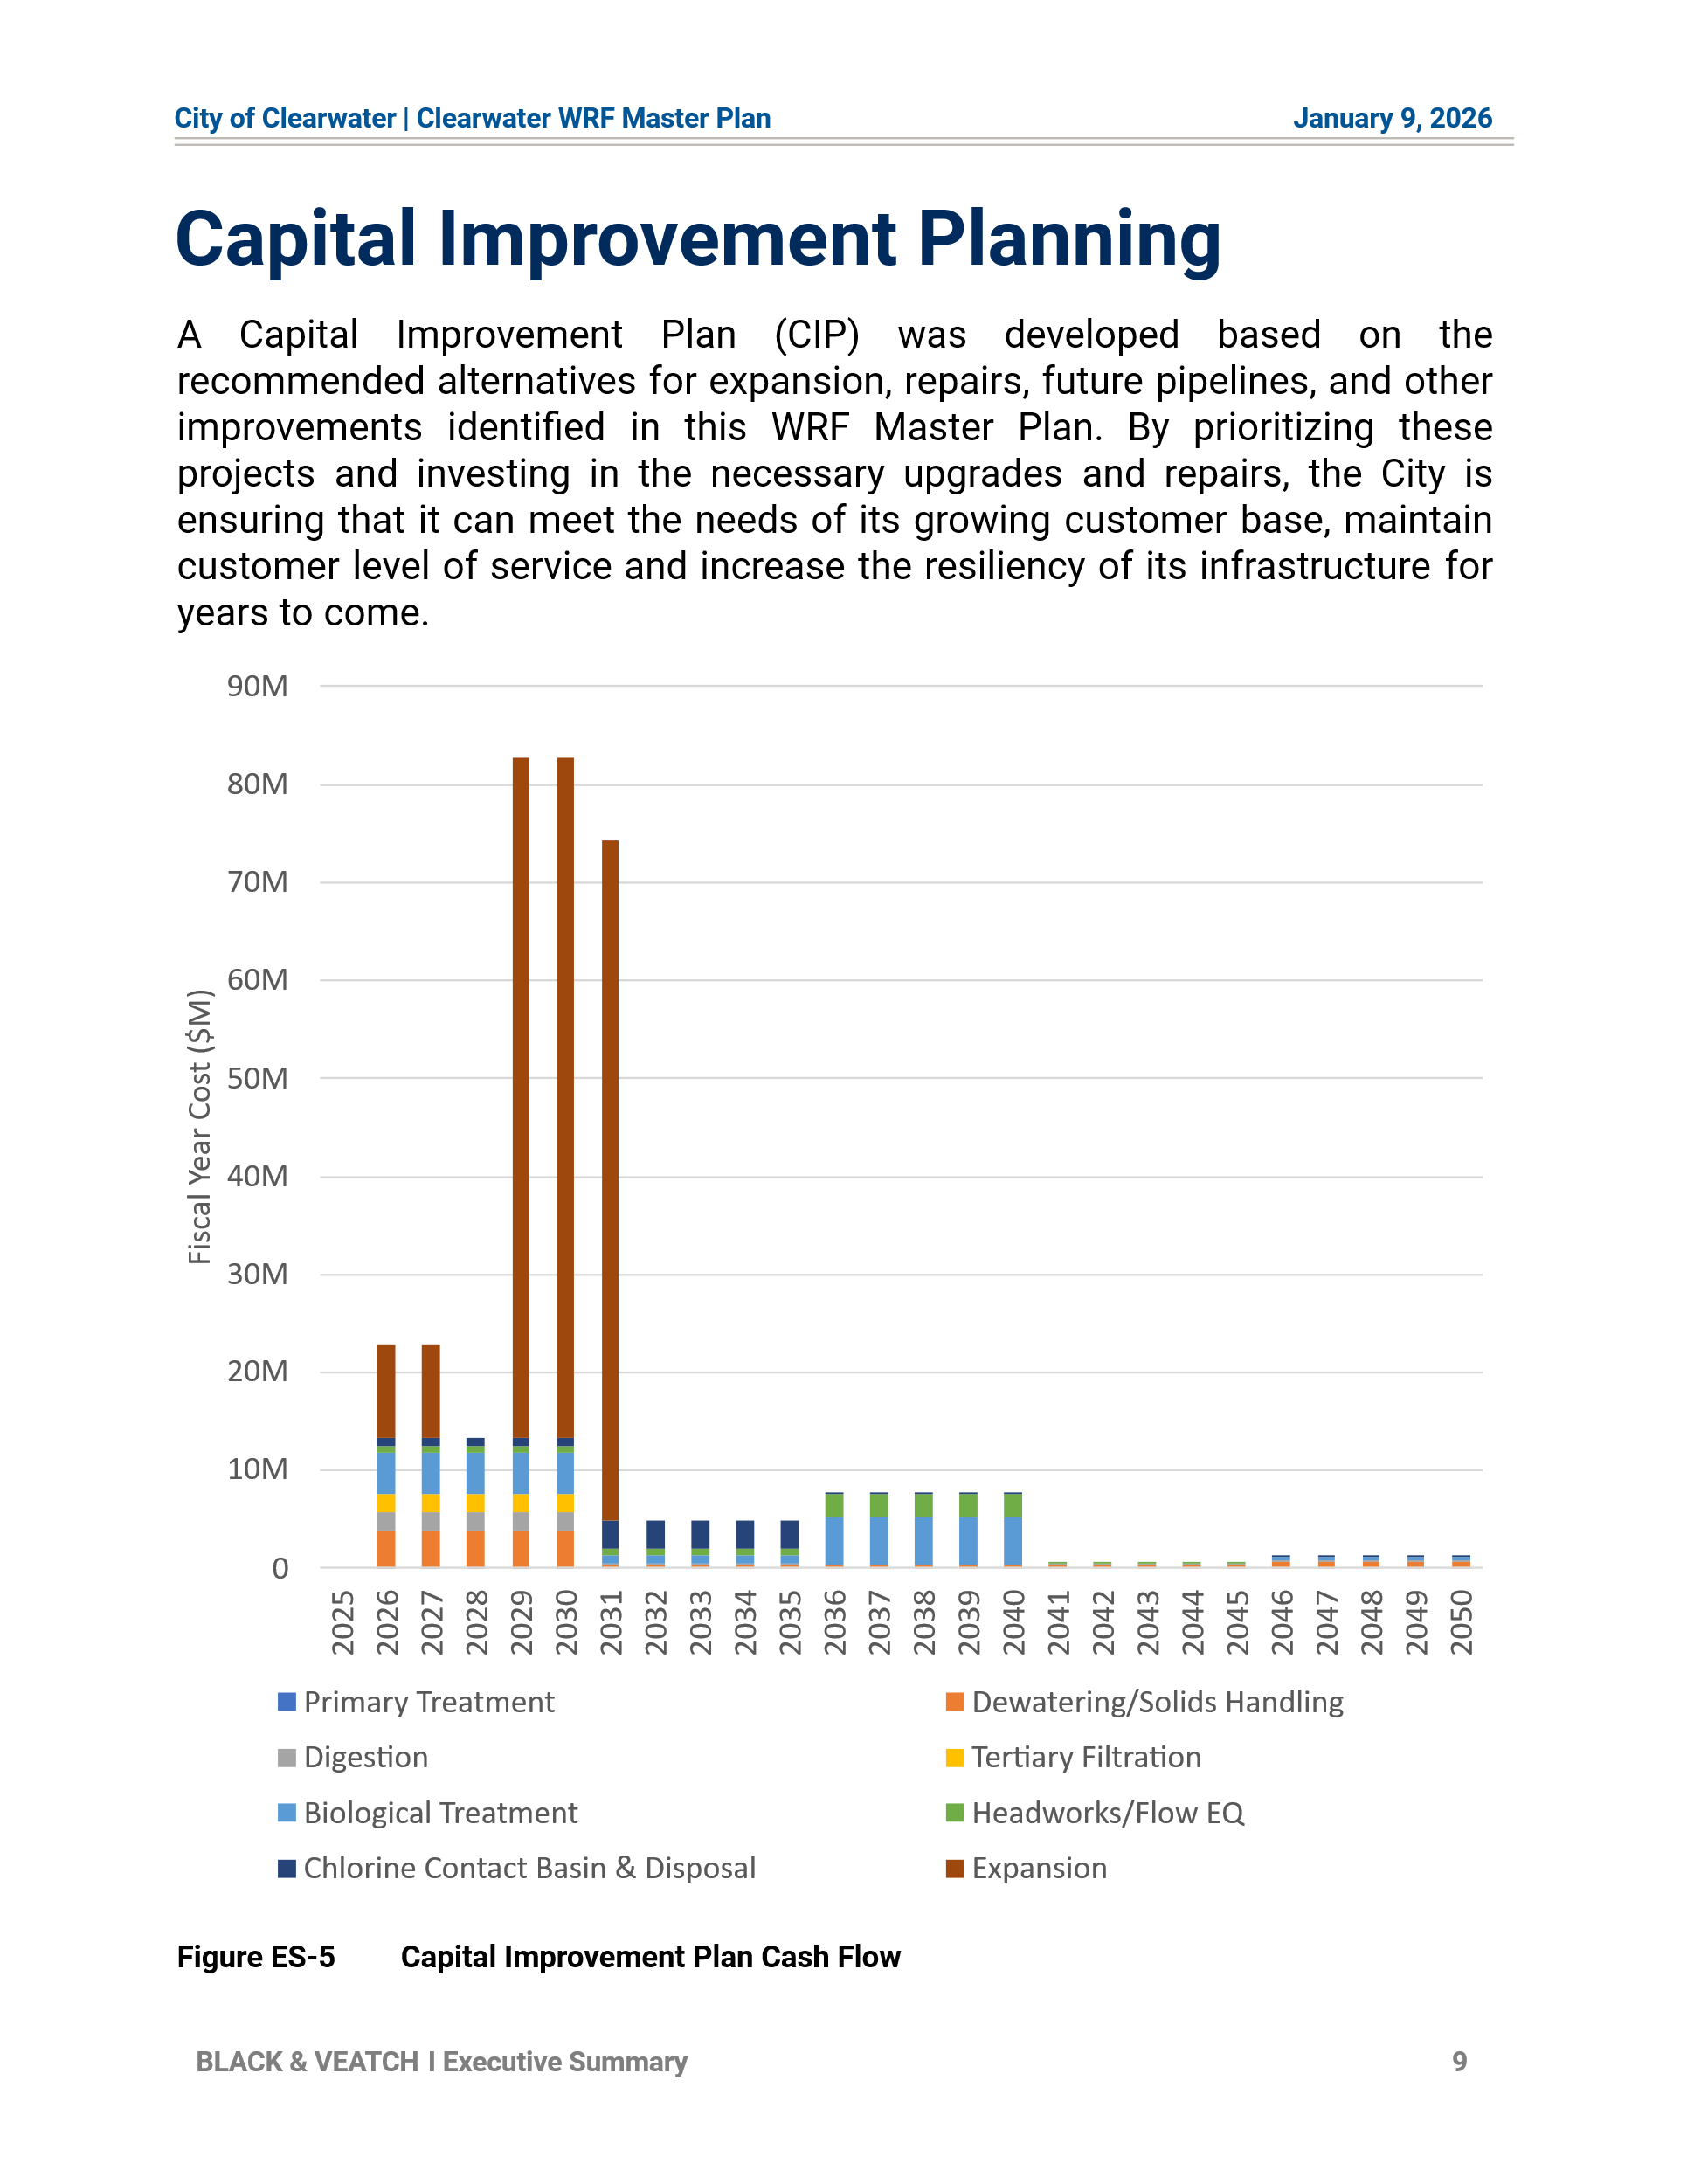 City of Clearwater | Clearwater WRF Master Plan January 9, 2026
Capital Improvement Planning
A Capital Improvement Plan (CIP) was developed based on the
recommended alternatives for expansion, repairs, future pipelines, and other
improvements identified in this WRF Master Plan. By prioritizing these
projects and investing in the necessary upgrades and repairs, the City is
ensuring that it can meet the needs of its growing customer base, maintain
customer level of service and increase the resiliency of its infrastructure for
years to come.
Fiscal Year Cost ($M)
90M
80M
70M
60M
50M
40M
30M
20M
10M
0
2025 2026 2027 2028 2029 2030 2031 2032 2033 2034 2035 2036 2037 2038 2039 2040 2041 2042 2043 2044 2045 2046 2047 2048 2049 2050
Primary Treatment Dewatering/Solids Handling
Digestion Tertiary Filtration
Biological Treatment Headworks/Flow EQ
Chlorine Contact Basin & Disposal Expansion
Figure ES-5 Capital Improvement Plan Cash Flow
BLACK & VEATCH I Executive Summary 9